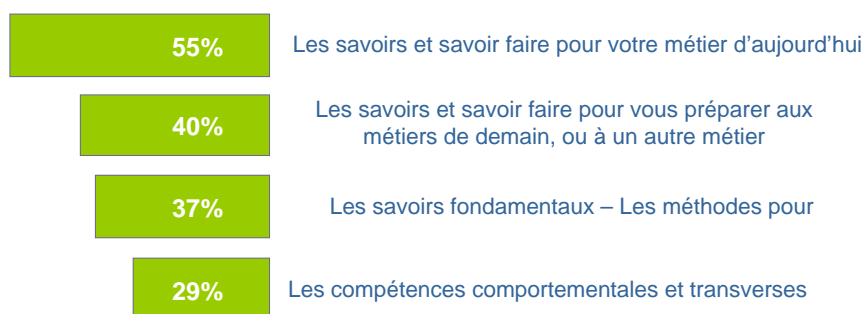 55%
Les savoirs et savoir faire pour votre métier d'aujourd'hui
40%
Les savoirs et savoir faire pour vous préparer aux
métiers de demain, ou à un autre métier
37%
Les savoirs fondamentaux – Les méthodes pour
29%
Les compétences comportementales et transverses